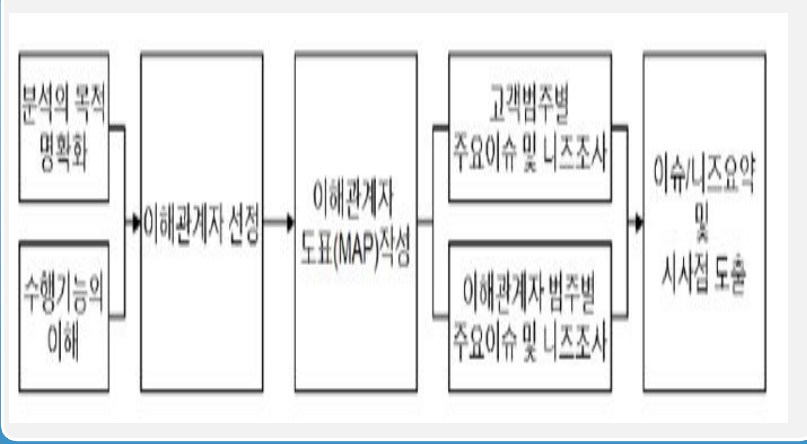 분석의 목적
명확화
수행기능의
이해
이해관계자 선정
이해관계자
도표(MAP)작성
고객범주별
주요이슈 및 니즈조사
이해관계자 범주별
주요이슈 및 니즈조사
이슈/니즈요약
및
시사점 도출